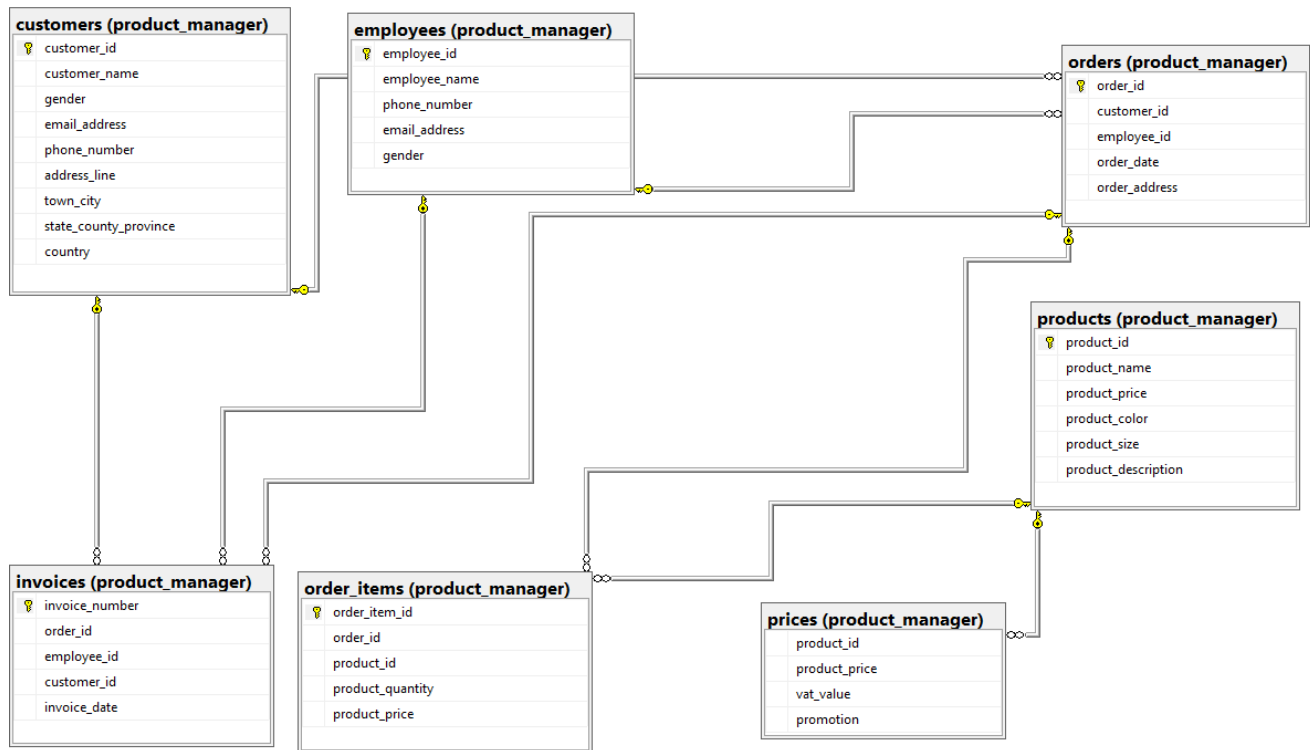 customers (product_manager)
customer_id
customer_name
gender
email_address
phone_number
address_line
town_city
state_county_province
country
employees (product_manager)
employee_id
employee_name
phone_number
email_address
gender
orders (product_manager)
order_id
customer_id
employee_id
order_date
order_address
products (product_manager)
product_id
product_name
product_price
product_color
product_size
product_description
invoices (product_manager)
invoice_number
order_id
employee_id
customer_id
invoice_date
order_items (product_manager)
order_item_id
order_id
product_id
product_quantity
product_price
prices (product_manager)
product_id
product_price
vat_value
promotion